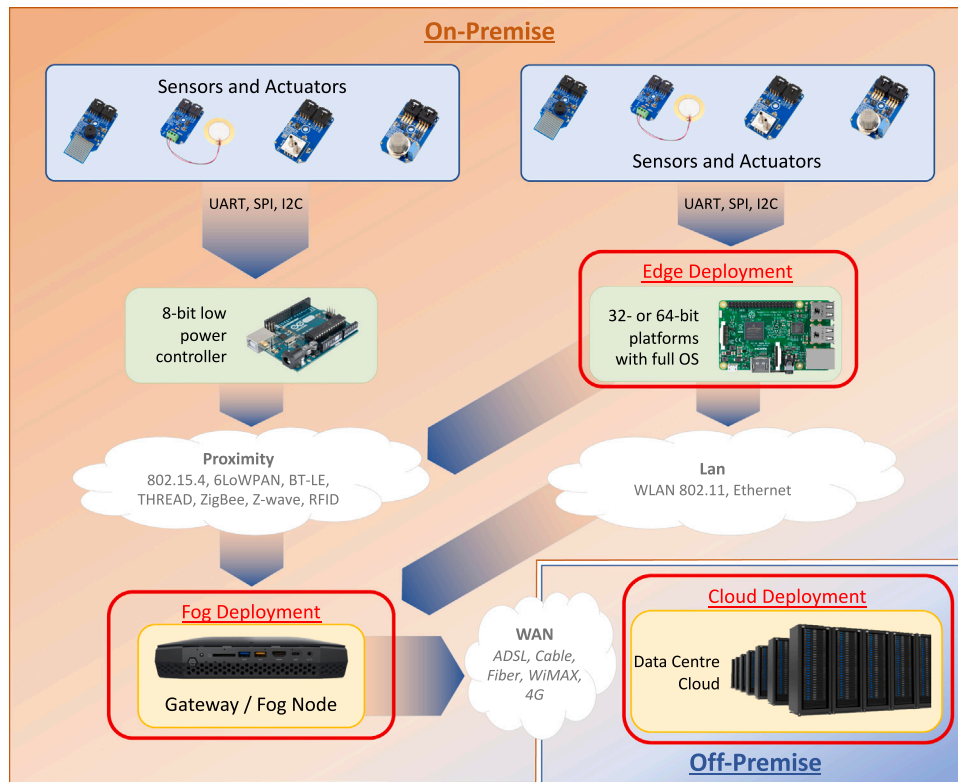 On-Premise
Sensors and Actuators
Sensors and Actuators
UART, SPI, I2C
UART, SPI, I2C
Edge Deployment
8-bit low
power
controller
32- or 64-bit
platforms
with full OS
Proximity
802.15.4, 6LoWPAN, BT-LE,
THREAD, ZigBee, Z-wave, RFID
Lan
WLAN 802.11, Ethernet
Fog Deployment
Gateway / Fog Node
WAN
ADSL, Cable,
Fiber, WiMAX,
4G
Cloud Deployment
Data Centre
Cloud
Off-Premise